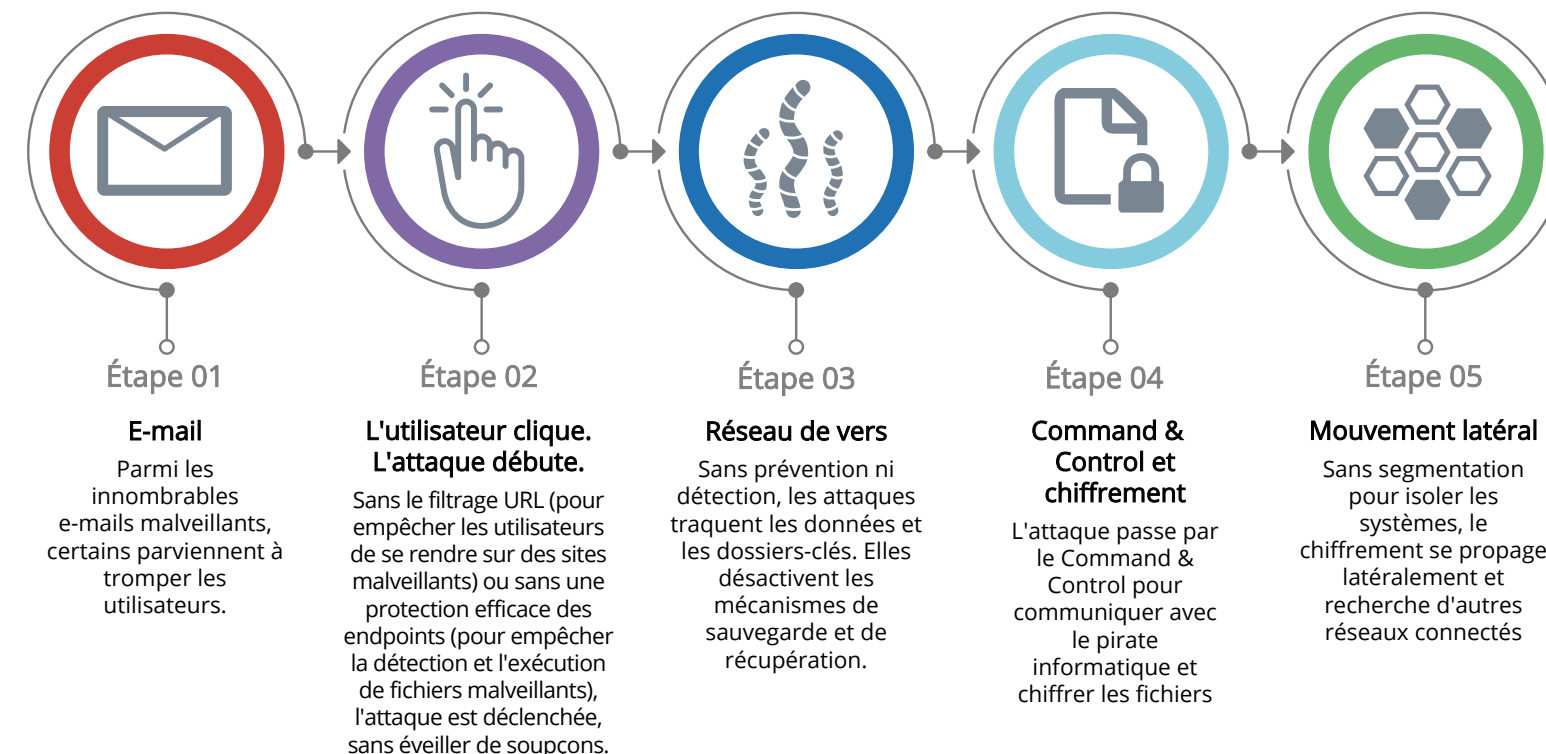 Étape 01
E-mail
Parmi les
innombrables
e-mails malveillants,
certains parviennent à
tromper les
utilisateurs.
Étape 02
L'utilisateur clique.
L'attaque débute.
Sans le filtrage URL (pour
empêcher les utilisateurs
de se rendre sur des sites
malveillants) ou sans une
protection efficace des
endpoints (pour empêcher
la détection et l'exécution
de fichiers malveillants),
l'attaque est déclenchée,
sans éveiller de soupçons.
Étape 03
Réseau de vers
Sans prévention ni
détection, les attaques
traquent les données et
les dossiers-clés. Elles
désactivent les
mécanismes de
sauvegarde et de
récupération.
Étape 04
Command &
Control et
chiffrement
L'attaque passe par
le Command &
Control pour
communiquer avec
le pirate
informatique et
chiffrer les fichiers
Étape 05
Mouvement latéral
Sans segmentation
pour isoler les
systèmes, le
chiffrement se propage
latéralement et
recherche d'autres
réseaux connectés